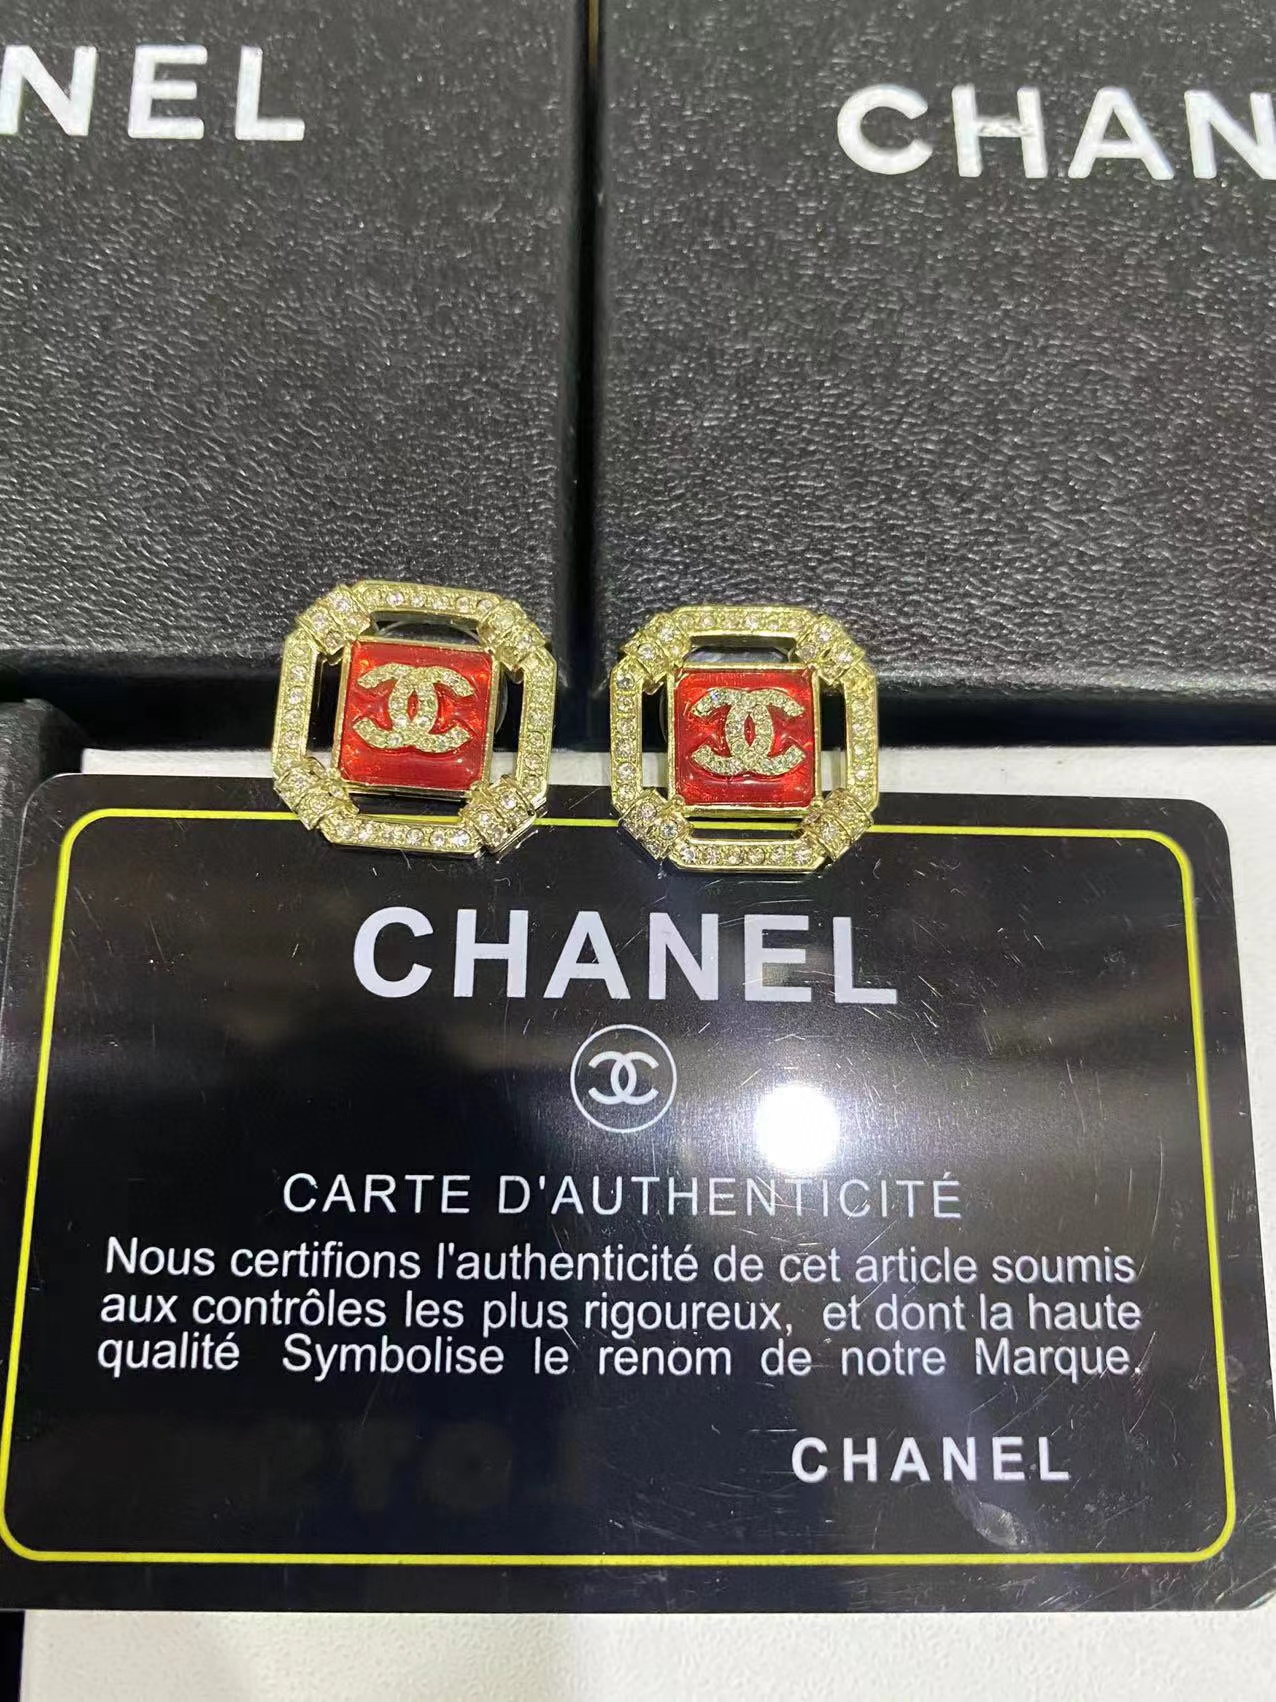 NEL
CHAN
CHANEL
CARTE D'AUTHENTICITÉ
Nous certifions l'authenticité de cet article soumis
aux contrôles les plus rigoureux, et dont la haute
qualité Symbolise le renom de notre Marque.
CHANEL